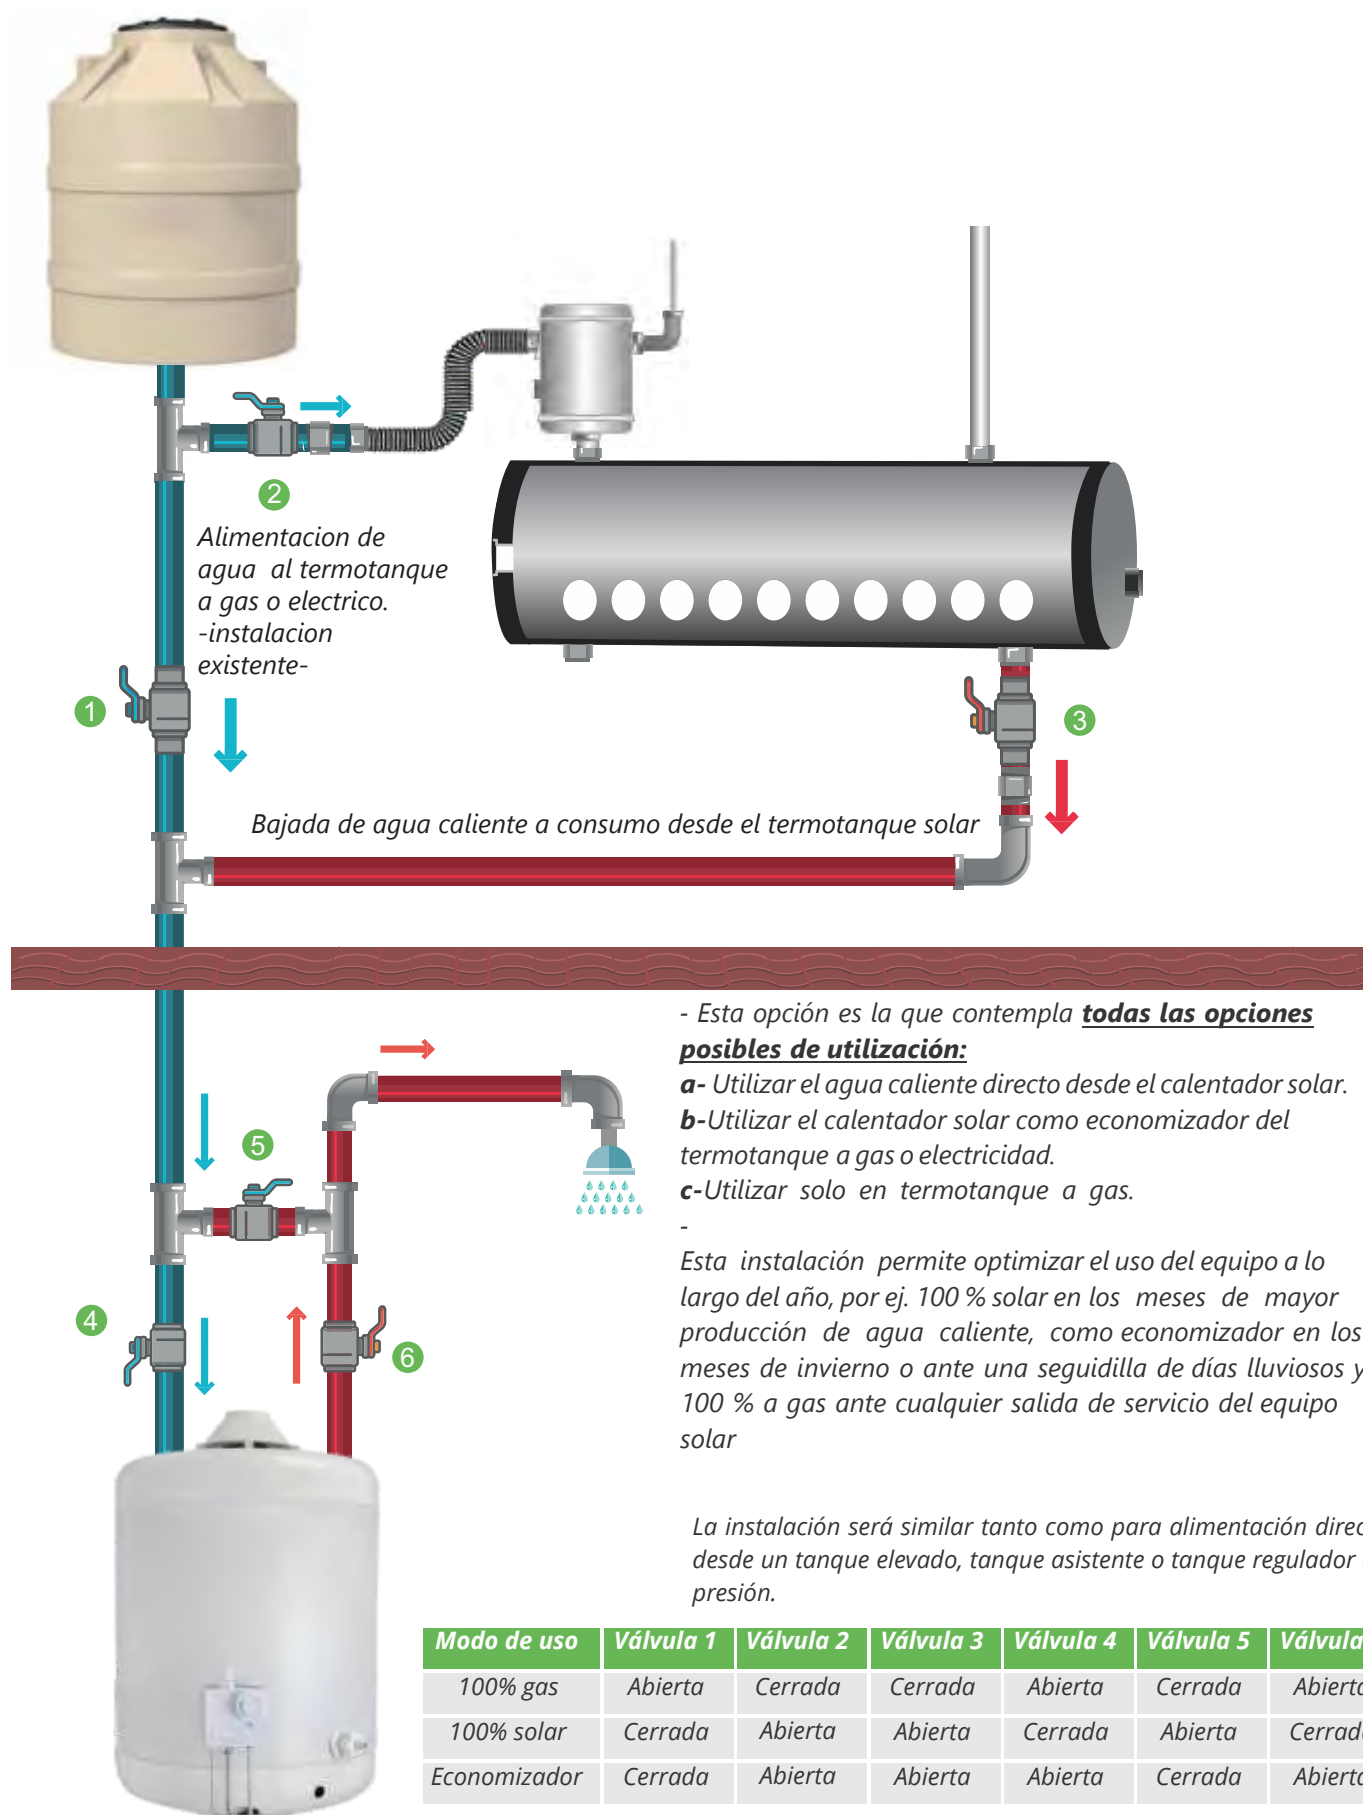 2
Alimentacion de
agua al termotanque
a gas o electrico.
-instalacion
existente-
1
3
Bajada de agua caliente a consumo desde el termotanque solar
- Esta opción es la que contempla todas las opciones
posibles de utilización:
a- Utilizar el agua caliente directo desde el calentador solar.
b-Utilizar el calentador solar como economizador del
termotanque a gas o electricidad.
c-Utilizar solo en termotanque a gas.
-
5
Esta instalación permite optimizar el uso del equipo a lo
largo del año, por ej. 100 % solar en los meses de mayor
producción de agua caliente, como economizador en los
meses de invierno o ante una seguidilla de días lluviosos y
100 % a gas ante cualquier salida de servicio del equipo
solar
4
6
La instalación será similar tanto como para alimentación direc
desde un tanque elevado, tanque asistente o tanque regulador
presión.
Modo de uso Válvula 1 Válvula 2 Válvula 3 Válvula 4 Válvula 5 Válvula
100% gas Abierta Cerrada Cerrada Abierta Cerrada Abierta
100% solar Cerrada Abierta Abierta Cerrada Abierta Cerrada
Economizador Cerrada Abierta Abierta Abierta Cerrada Abierta